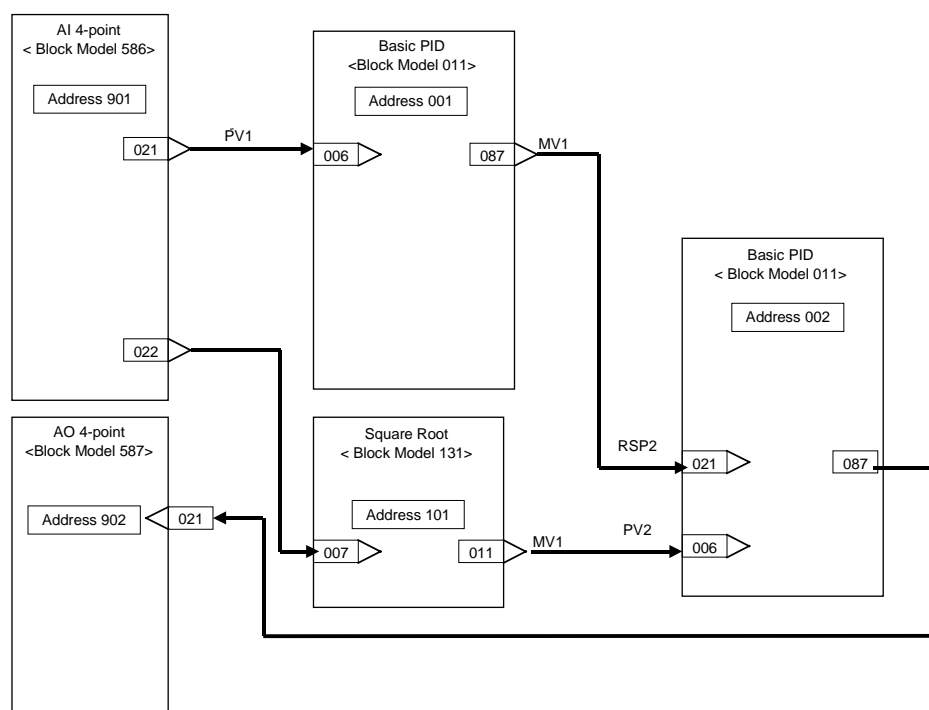 AI 4-point
< Block Model 586>
Address 901
021
022
PV1
Basic PID
<Block Model 011>
Address 001
006
087
MV1
Basic PID
< Block Model 011>
Address 002
RSP2
021
087
PV2
006
AO 4-point
<Block Model 587>
Address 902
021
Square Root
< Block Model 131>
Address 101
007
011
MV1